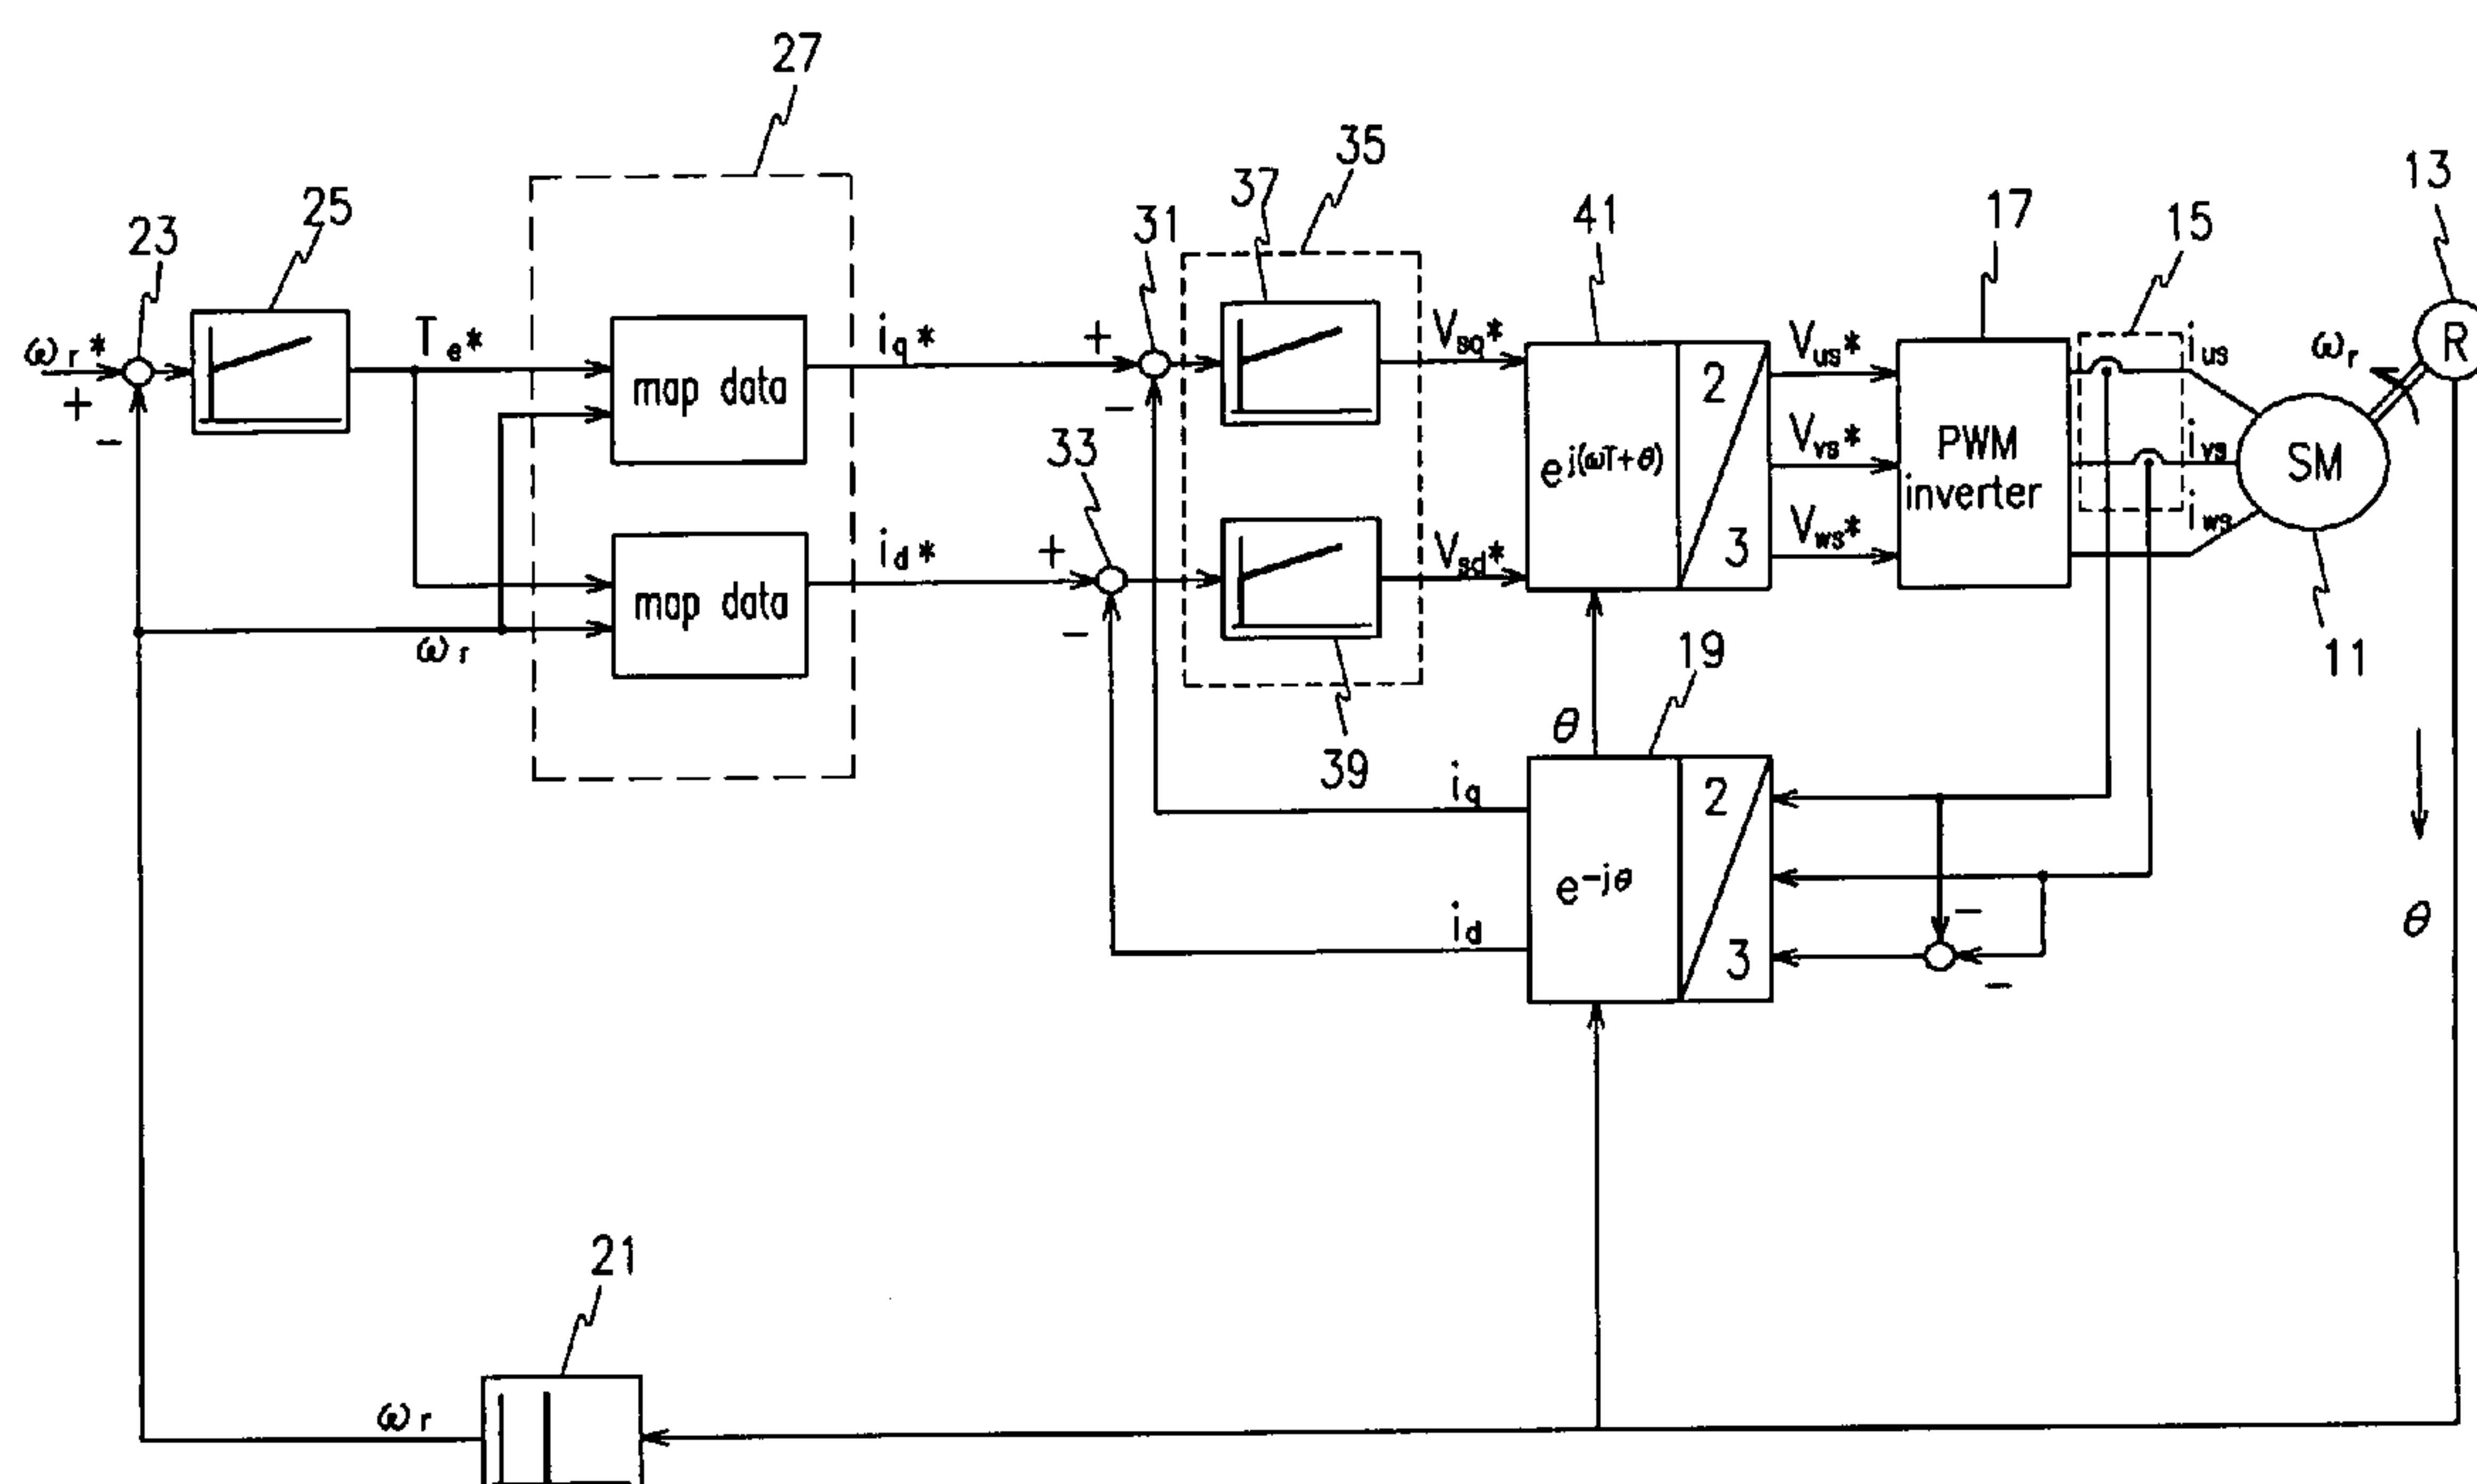 27
35
13
37
25
31
41
17
15
23
ωr*
+
-
Te*
map data
iq*
+
-
Vsq*
ej(ωT+θ)
2
3
Vus*
Vvs*
Vws*
PWM
inverter
ius
ivs
iws
ωr
R
SM
11
33
map data
id*
+
-
Vsd*
ωr
39
θ
19
iq
id
e-jθ
2
3
-
-
θ
21
ωr